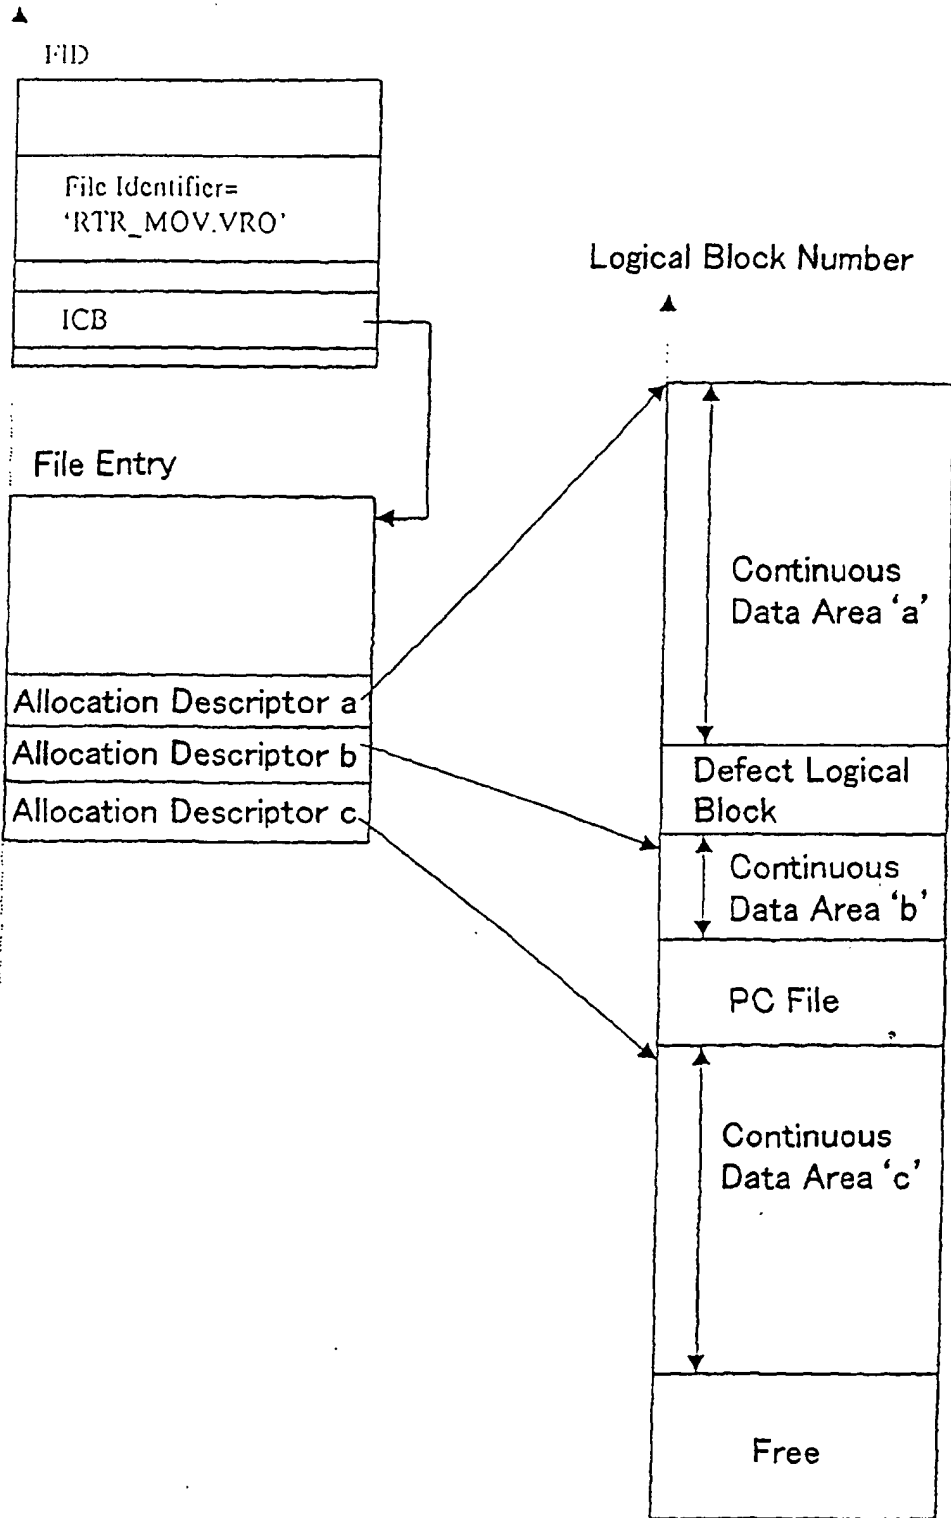 FID
File Identifier=
‘RTR_MOV.VRO’
ICB
File Entry
Allocation Descriptor a
Allocation Descriptor b
Allocation Descriptor c
Logical Block Number
Continuous
Data Area ‘a’
Defect Logical
Block
Continuous
Data Area ‘b’
PC File
Continuous
Data Area ‘c’
Free